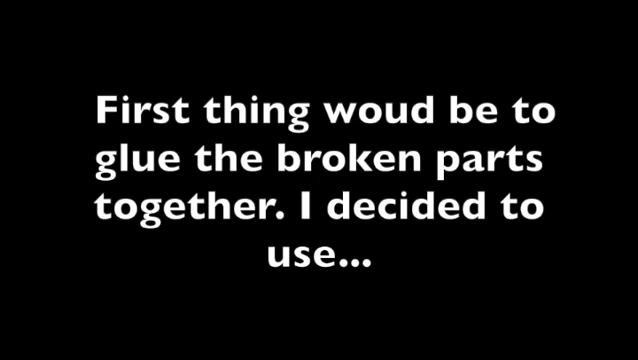 First thing woud be to
glue the broken parts
together. I decided to
use...